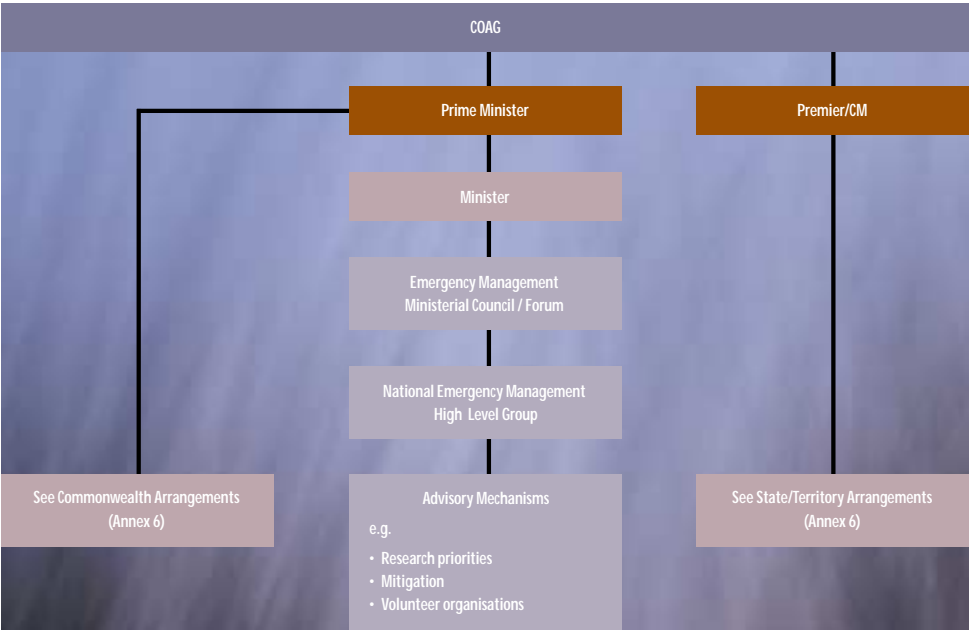 COAG
Prime Minister
Premier/CM
Minister
Emergency Management
Ministerial Council / Forum
National Emergency Management
High Level Group
See Commonwealth Arrangements
(Annex 6)
Advisory Mechanisms
e.g.
• Research priorities
• Mitigation
• Volunteer organisations
See State/Territory Arrangements
(Annex 6)